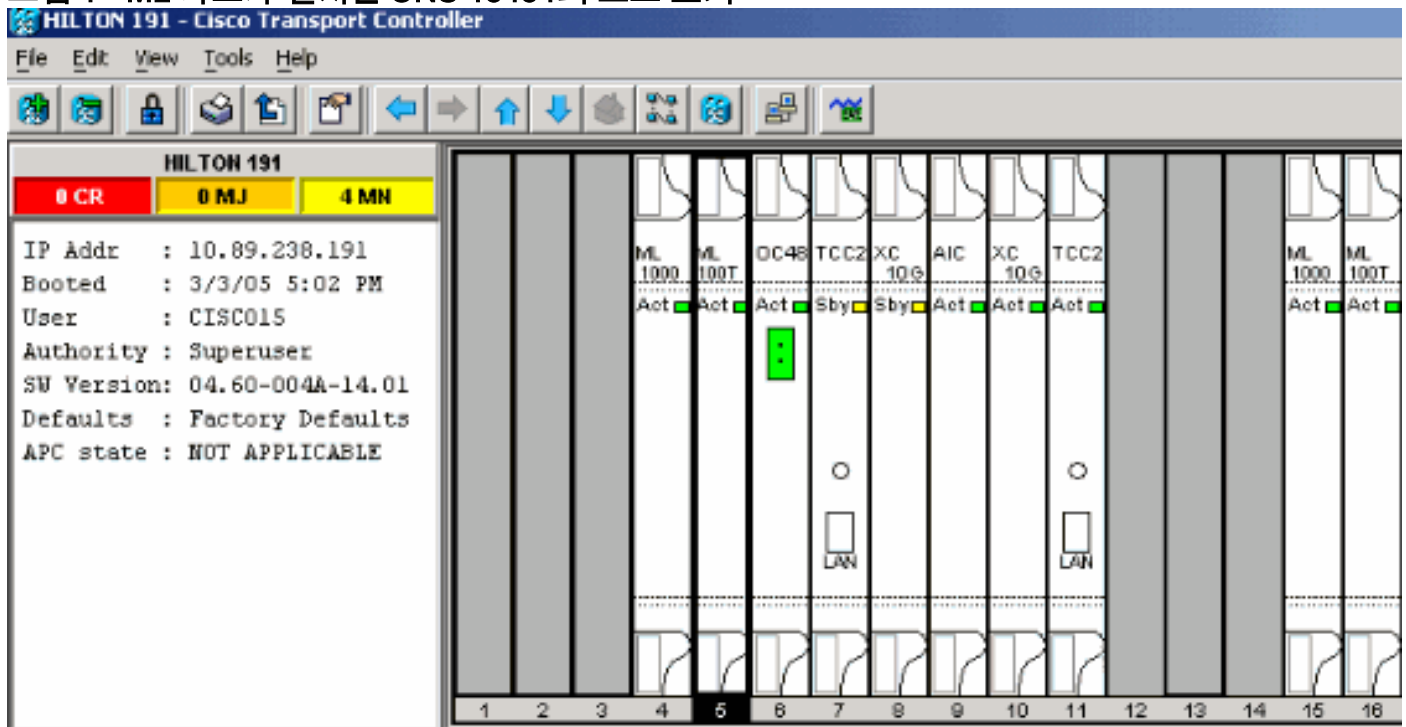 HILTON 191 - Cisco Transport Controller
File Edit View Tools Help
HILTON 191
0 CR 0 MJ 4 MN
IP Addr : 10.89.238.191
Booted : 3/3/05 5:02 PM
User : CISCO15
Authority : Superuser
SW Version: 04.60-004A-14.01
Defaults : Factory Defaults
APC state : NOT APPLICABLE
ML 1000 ML 100T OC48 TCC2 XC 10G AIC XC 10G TCC2 ML 1000 ML 100T
Act Act Act Sby Sby Act Act Act Act Act
LAN LAN
1 2 3 4 5 6 7 8 9 10 11 12 13 14 15 16